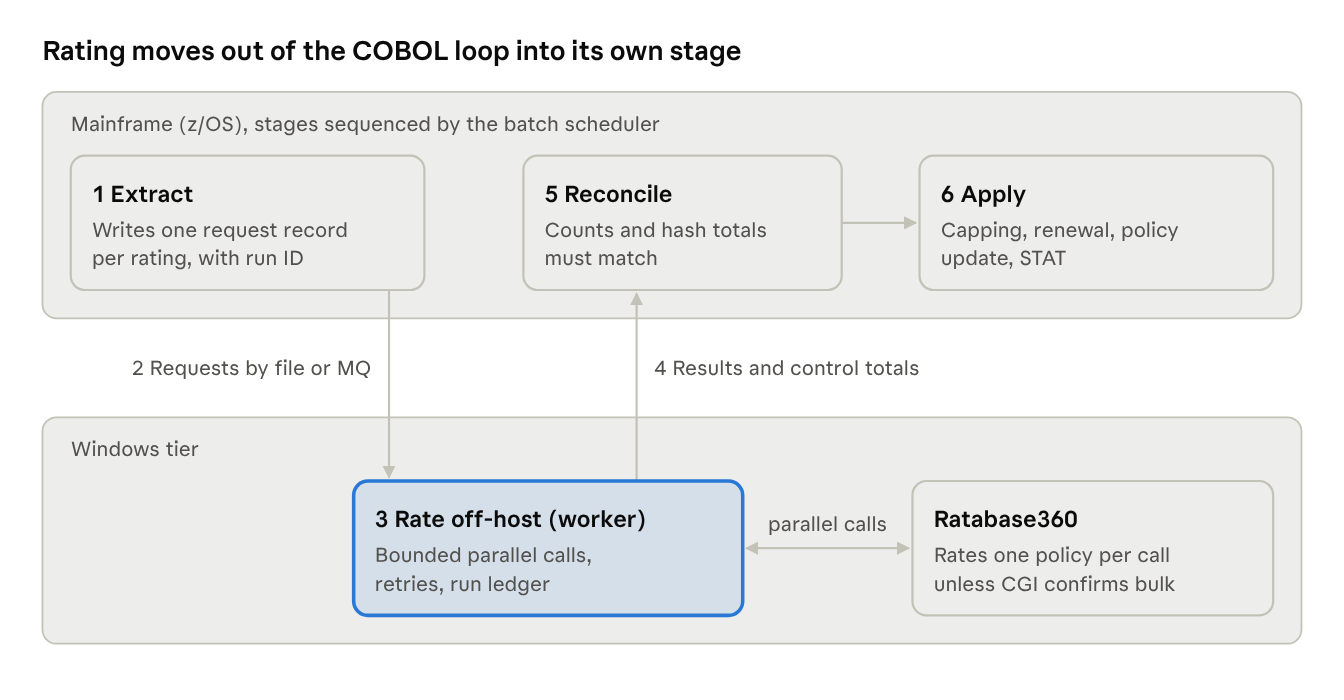 Rating moves out of the COBOL loop into its own stage
Mainframe (z/OS), stages sequenced by the batch scheduler
1 Extract
Writes one request record
per rating, with run ID
5 Reconcile
Counts and hash totals
must match
6 Apply
Capping, renewal, policy
update, STAT
2 Requests by file or MQ
4 Results and control totals
Windows tier
3 Rate off-host (worker)
Bounded parallel calls,
retries, run ledger
parallel calls
Ratabase360
Rates one policy per call
unless CGI confirms bulk